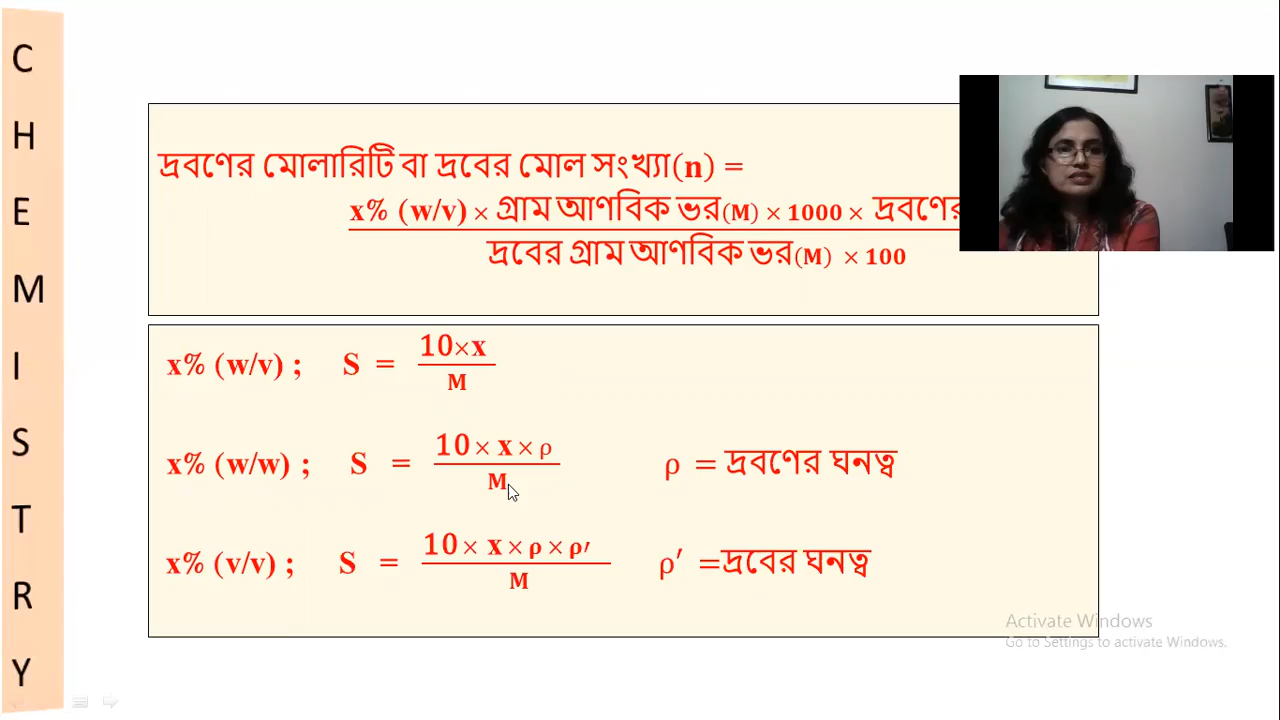 C
H
E
M
I
S
T
R
Y
দ্রবণের মোলারিটি বা দ্রবের মোল সংখ্যা(n) =
x% (w/v) × গ্রাম আণবিক ভর(M) × 1000 × দ্রবণের
দ্রবের গ্রাম আণবিক ভর(M) × 100
x% (w/v) ; S = 10×x / M
x% (w/w) ; S = 10 × x × ρ / M ρ = দ্রবণের ঘনত্ব
x% (v/v) ; S = 10 × x × ρ × ρ′ / M ρ′ =দ্রবের ঘনত্ব
Activate Windows
Go to Settings to activate Windows.